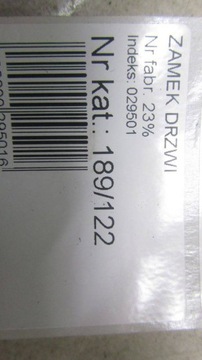 ZAMEK DRZWI
Nr fabr. 23%
Indeks: 029501
Nr kat.: 189/122